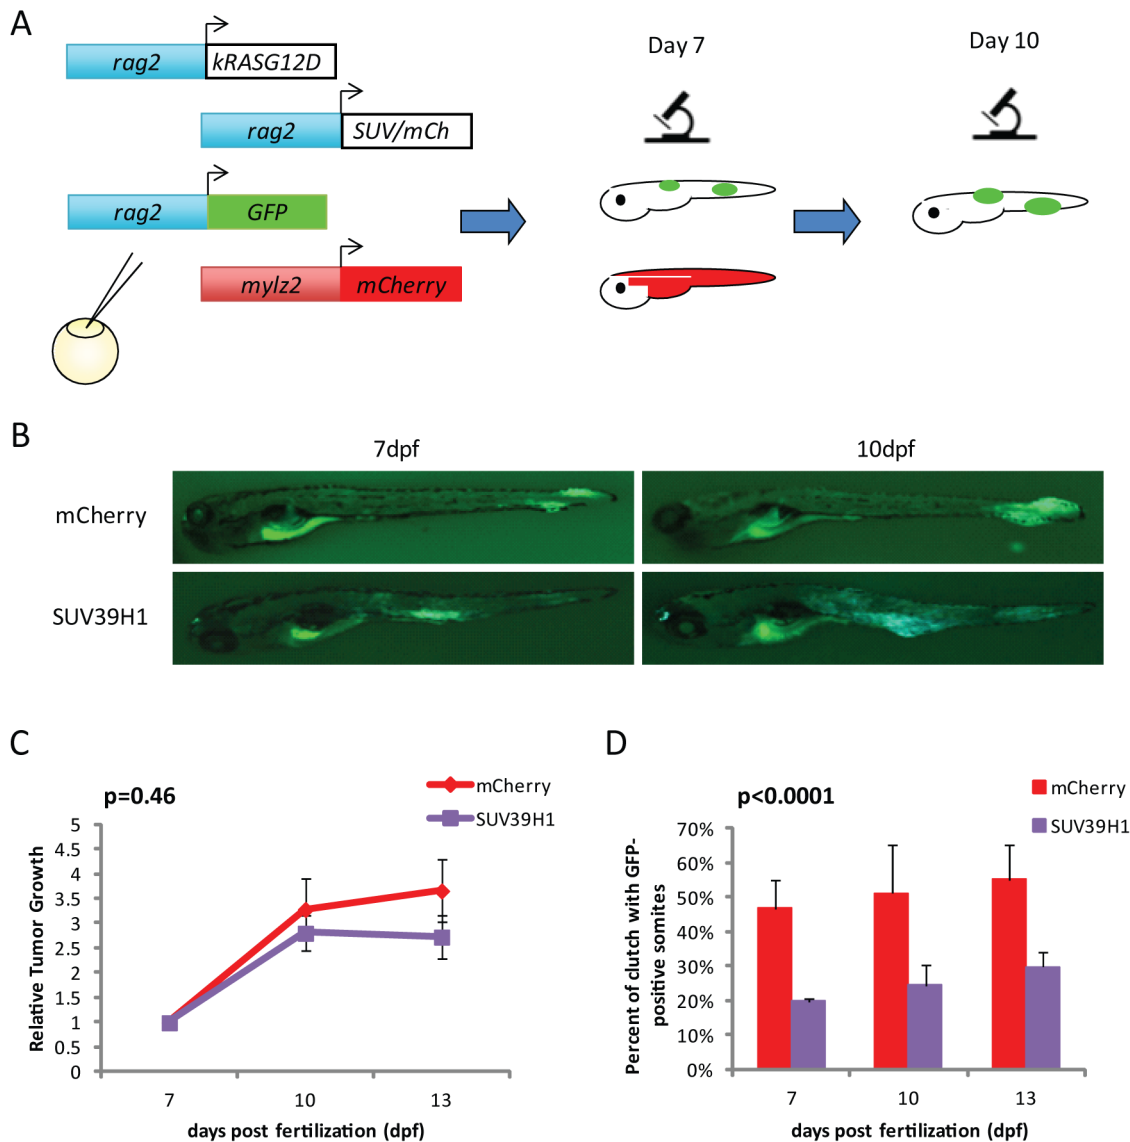 A
rag2 kRASG12D
rag2 SUV/mCh
rag2 GFP
mylz2 mCherry
Day 7
Day 10
B
7dpf
10dpf
mCherry
SUV39H1
C
p=0.46
mCherry
SUV39H1
Relative Tumor Growth
5
4.5
4
3.5
3
2.5
2
1.5
1
0.5
0
7 10 13
days post fertilization (dpf)
D
p<0.0001
mCherry
SUV39H1
Percent of clutch with GFP-
positive somites
70%
60%
50%
40%
30%
20%
10%
0%
7 10 13
days post fertilization (dpf)